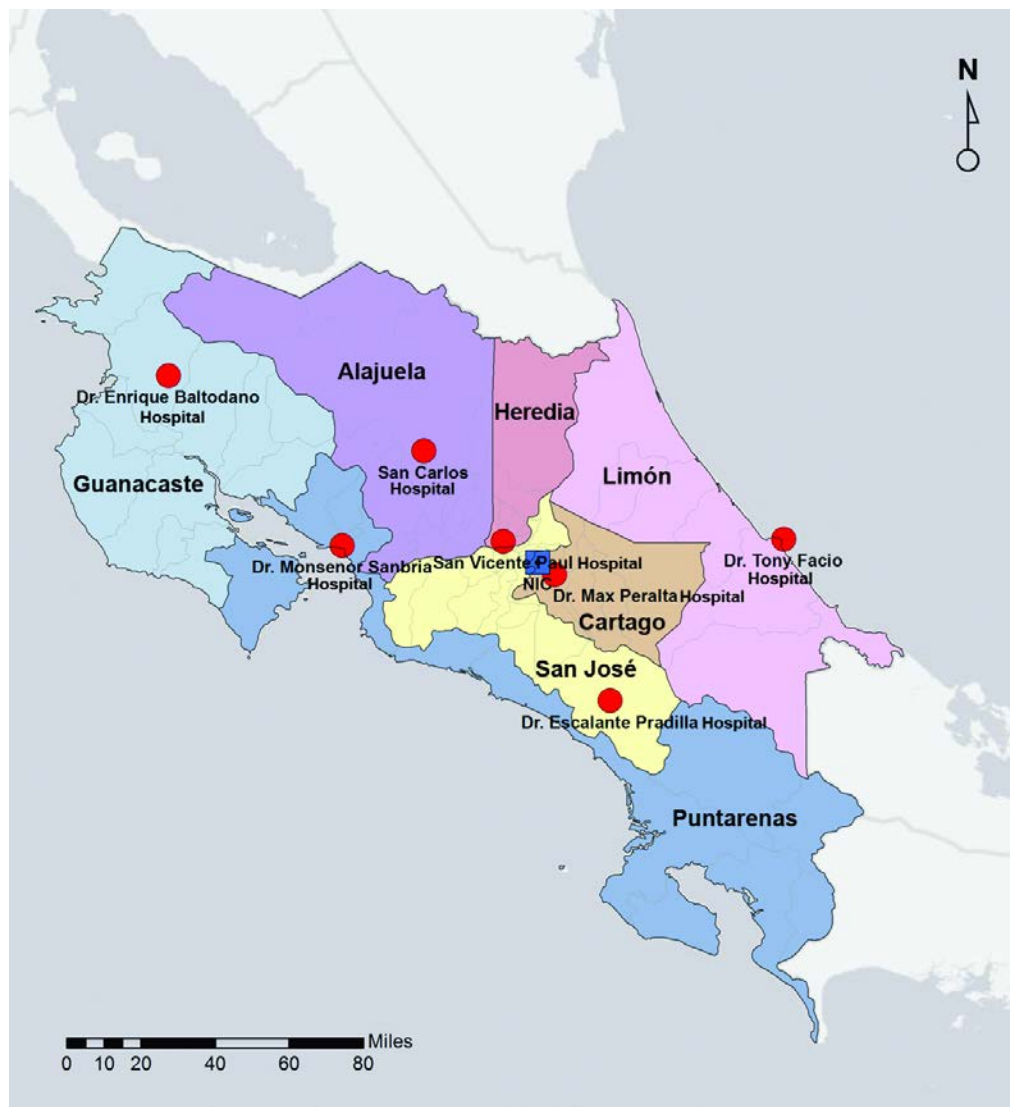 N
Alajuela
Dr. Enrique Baltodano
Hospital
Heredia
San Carlos
Hospital
Guanacaste
Limón
Dr. Monsenor Sanbria
Hospital
San Vicente Paul Hospital
NIC
Dr. Tony Facio
Hospital
Dr. Max Peralta Hospital
Cartago
San José
Dr. Escalante Pradilla Hospital
Puntarenas
Miles
0 10 20 40 60 80